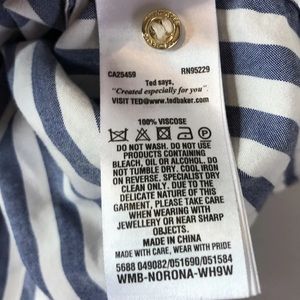 CA25459 RN95229
Ted says,
"Created especially for you"
VISIT TED@www.tedbaker.com
100% VISCOSE
DO NOT WASH. DO NOT USE
PRODUCTS CONTAINING
BLEACH, OIL OR ALCOHOL. DO
NOT TUMBLE DRY. COOL IRON
ON REVERSE. SPECIALIST DRY
CLEAN ONLY. DUE TO THE
DELICATE NATURE OF THIS
GARMENT, PLEASE TAKE CARE
WHEN WEARING WITH
JEWELLERY OR NEAR SHARP
OBJECTS.
MADE IN CHINA
MADE WITH CARE, WEAR WITH PRIDE
5688 049082/051690/051584
WMB-NORONA-WH9W